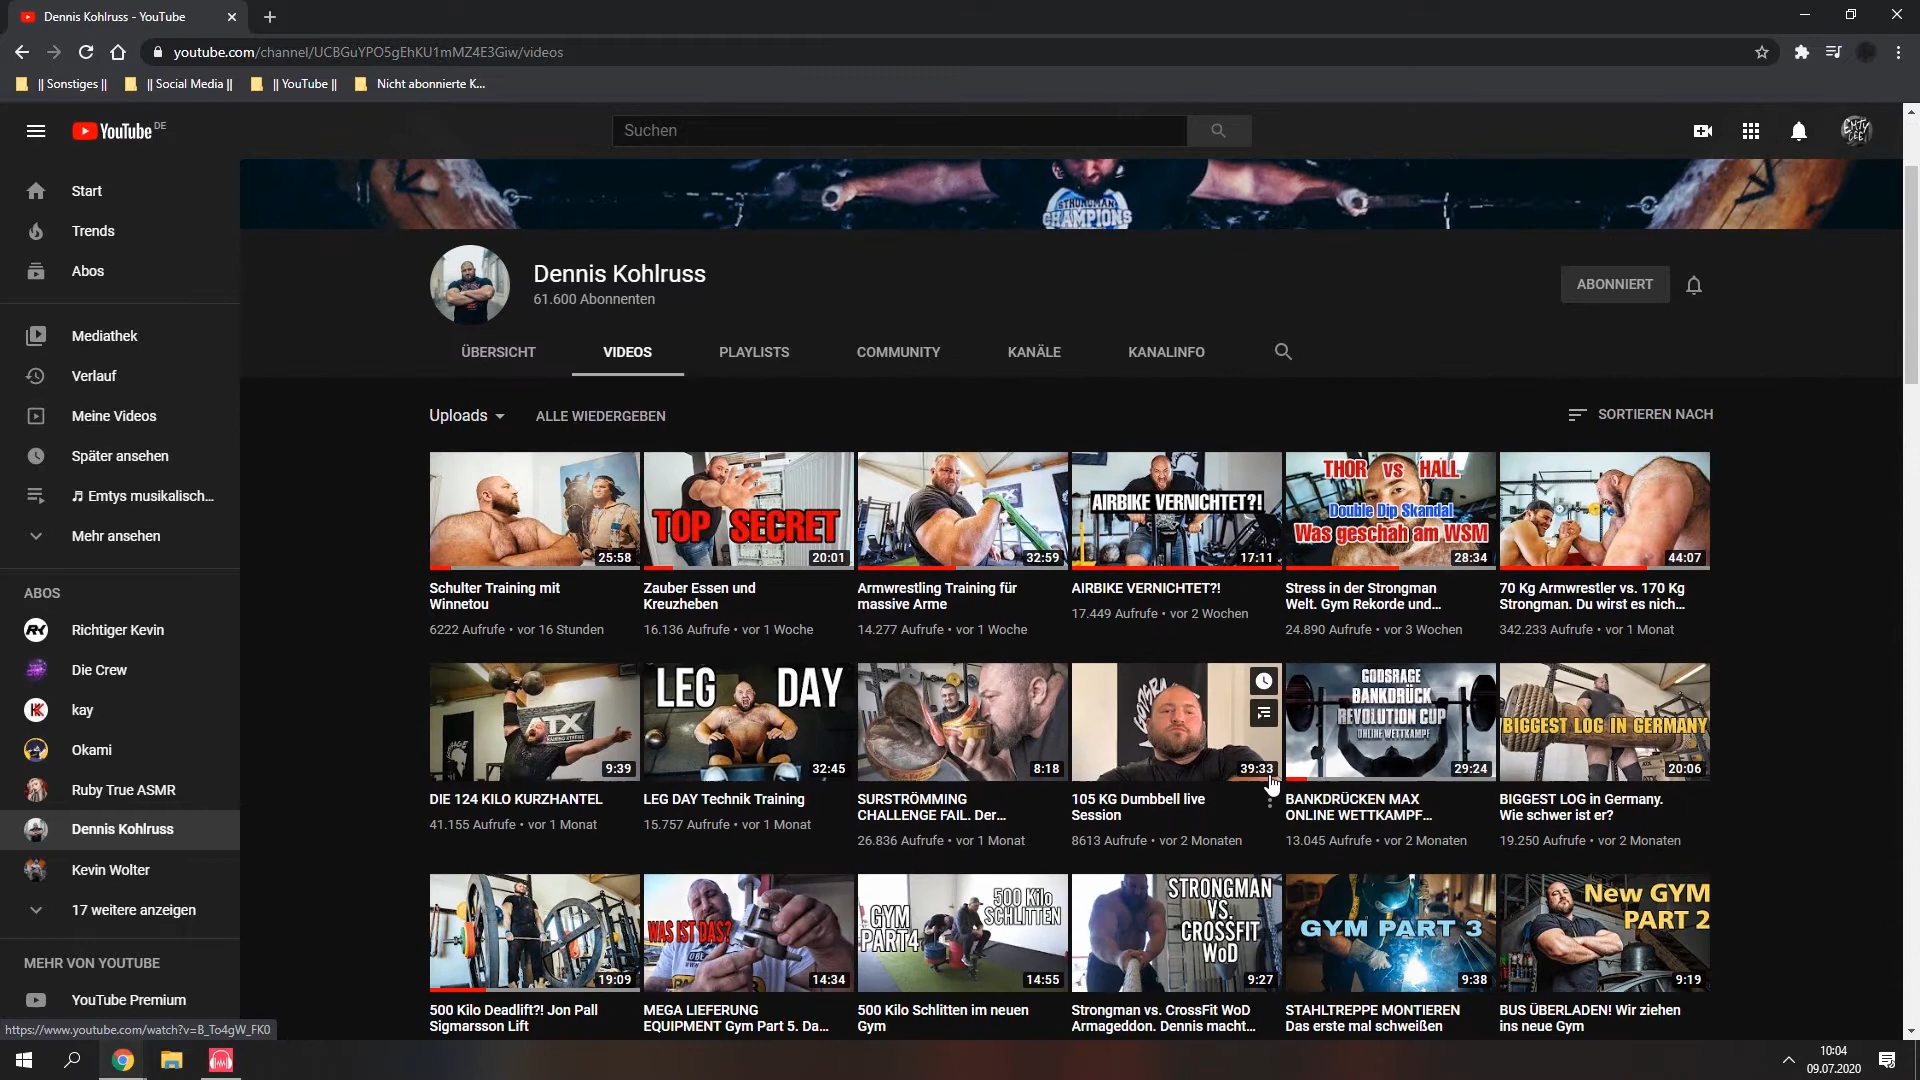 Dennis Kohlruss - YouTube
youtube.com/channel/UCBGuYPO5gEhKU1mMZ4E3Giw/videos
|| Sonstiges ||
|| Social Media ||
|| YouTube ||
Nicht abonnierte K...
YouTube DE
Suchen
EMTY
Start
Trends
Abos
Mediathek
Verlauf
Meine Videos
Später ansehen
♫ Emtys musikalisch...
Mehr ansehen
ABOS
Richtiger Kevin
Die Crew
kay
Okami
Ruby True ASMR
Dennis Kohlruss
Kevin Wolter
17 weitere anzeigen
MEHR VON YOUTUBE
YouTube Premium
https://www.youtube.com/watch?v=B_To4gW_FK0
STRONGMAN
CHAMPIONS
Dennis Kohlruss
61.600 Abonnenten
ABONNIERT
ÜBERSICHT
VIDEOS
PLAYLISTS
COMMUNITY
KANÄLE
KANALINFO
Uploads
ALLE WIEDERGEBEN
SORTIEREN NACH
25:58
Schulter Training mit
Winnetou
6222 Aufrufe • vor 16 Stunden
TOP SECRET
20:01
Zauber Essen und
Kreuzheben
16.136 Aufrufe • vor 1 Woche
32:59
Armwrestling Training für
massive Arme
14.277 Aufrufe • vor 1 Woche
AIRBIKE VERNICHTET?!
17:11
AIRBIKE VERNICHTET?!
17.449 Aufrufe • vor 2 Wochen
THOR vs HALL
Double Dip Skandal
Was geschah am WSM
28:34
Stress in der Strongman
Welt. Gym Rekorde und...
24.890 Aufrufe • vor 3 Wochen
44:07
70 Kg Armwrestler vs. 170 Kg
Strongman. Du wirst es nich...
342.233 Aufrufe • vor 1 Monat
ATX
9:39
DIE 124 KILO KURZHANTEL
41.155 Aufrufe • vor 1 Monat
LEG DAY
32:45
LEG DAY Technik Training
15.757 Aufrufe • vor 1 Monat
8:18
SURSTRÖMMING
CHALLENGE FAIL. Der...
26.836 Aufrufe • vor 1 Monat
39:33
105 KG Dumbbell live
Session
8613 Aufrufe • vor 2 Monaten
GODSRAGE
BANKDRÜCK
REVOLUTION CUP
ONLINE WETTKAMPF
29:24
BANKDRÜCKEN MAX
ONLINE WETTKAMPF...
13.045 Aufrufe • vor 2 Monaten
BIGGEST LOG IN GERMANY
20:06
BIGGEST LOG in Germany.
Wie schwer ist er?
19.250 Aufrufe • vor 2 Monaten
19:09
500 Kilo Deadlift?! Jon Pall
Sigmarsson Lift
WAS IST DAS?
14:34
MEGA LIEFERUNG
EQUIPMENT Gym Part 5. Da...
GYM
PART4
500 Kilo
SCHLITTEN
14:55
500 Kilo Schlitten im neuen
Gym
STRONGMAN
VS.
CROSSFIT
WoD
9:27
Strongman vs. CrossFit WoD
Armageddon. Dennis macht...
GYM PART 3
9:38
STAHLTREPPE MONTIEREN
Das erste mal schweißen
New GYM
PART 2
9:19
BUS ÜBERLADEN! Wir ziehen
ins neue Gym
10:04
09.07.2020